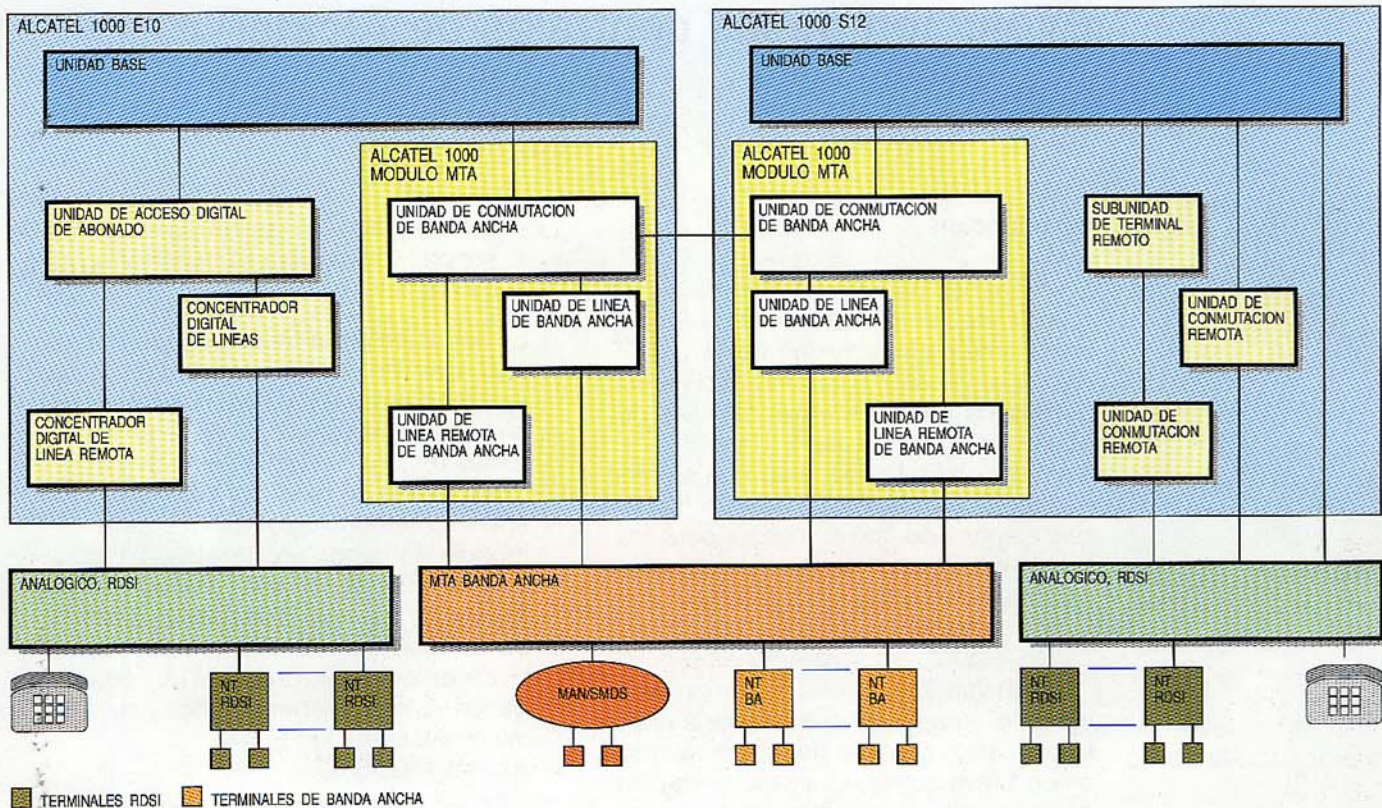 ALCATEL 1000 E10
UNIDAD BASE
ALCATEL 1000
MODULO MTA
UNIDAD DE ACCESO DIGITAL
DE ABONADO
UNIDAD DE CONMUTACION
DE BANDA ANCHA
CONCENTRADOR
DIGITAL
DE LINEAS
UNIDAD DE LINEA
DE BANDA ANCHA
CONCENTRADOR
DIGITAL DE
LINEA REMOTA
UNIDAD DE
LINEA REMOTA
DE BANDA ANCHA
ALCATEL 1000 S12
UNIDAD BASE
ALCATEL 1000
MODULO MTA
UNIDAD DE CONMUTACION
DE BANDA ANCHA
SUBUNIDAD
DE TERMINAL
REMOTO
UNIDAD DE LINEA
DE BANDA ANCHA
UNIDAD DE
CONMUTACION
REMOTA
UNIDAD DE
LINEA REMOTA
DE BANDA ANCHA
UNIDAD DE
CONMUTACION
REMOTA
ANALOGICO, RDSI
MTA BANDA ANCHA
ANALOGICO, RDSI
NT
RDSI
NT
RDSI
MAN/SMDS
NT
BA
NT
BA
NT
RDSI
NT
RDSI
TERMINALES RDSI
TERMINALES DE BANDA ANCHA